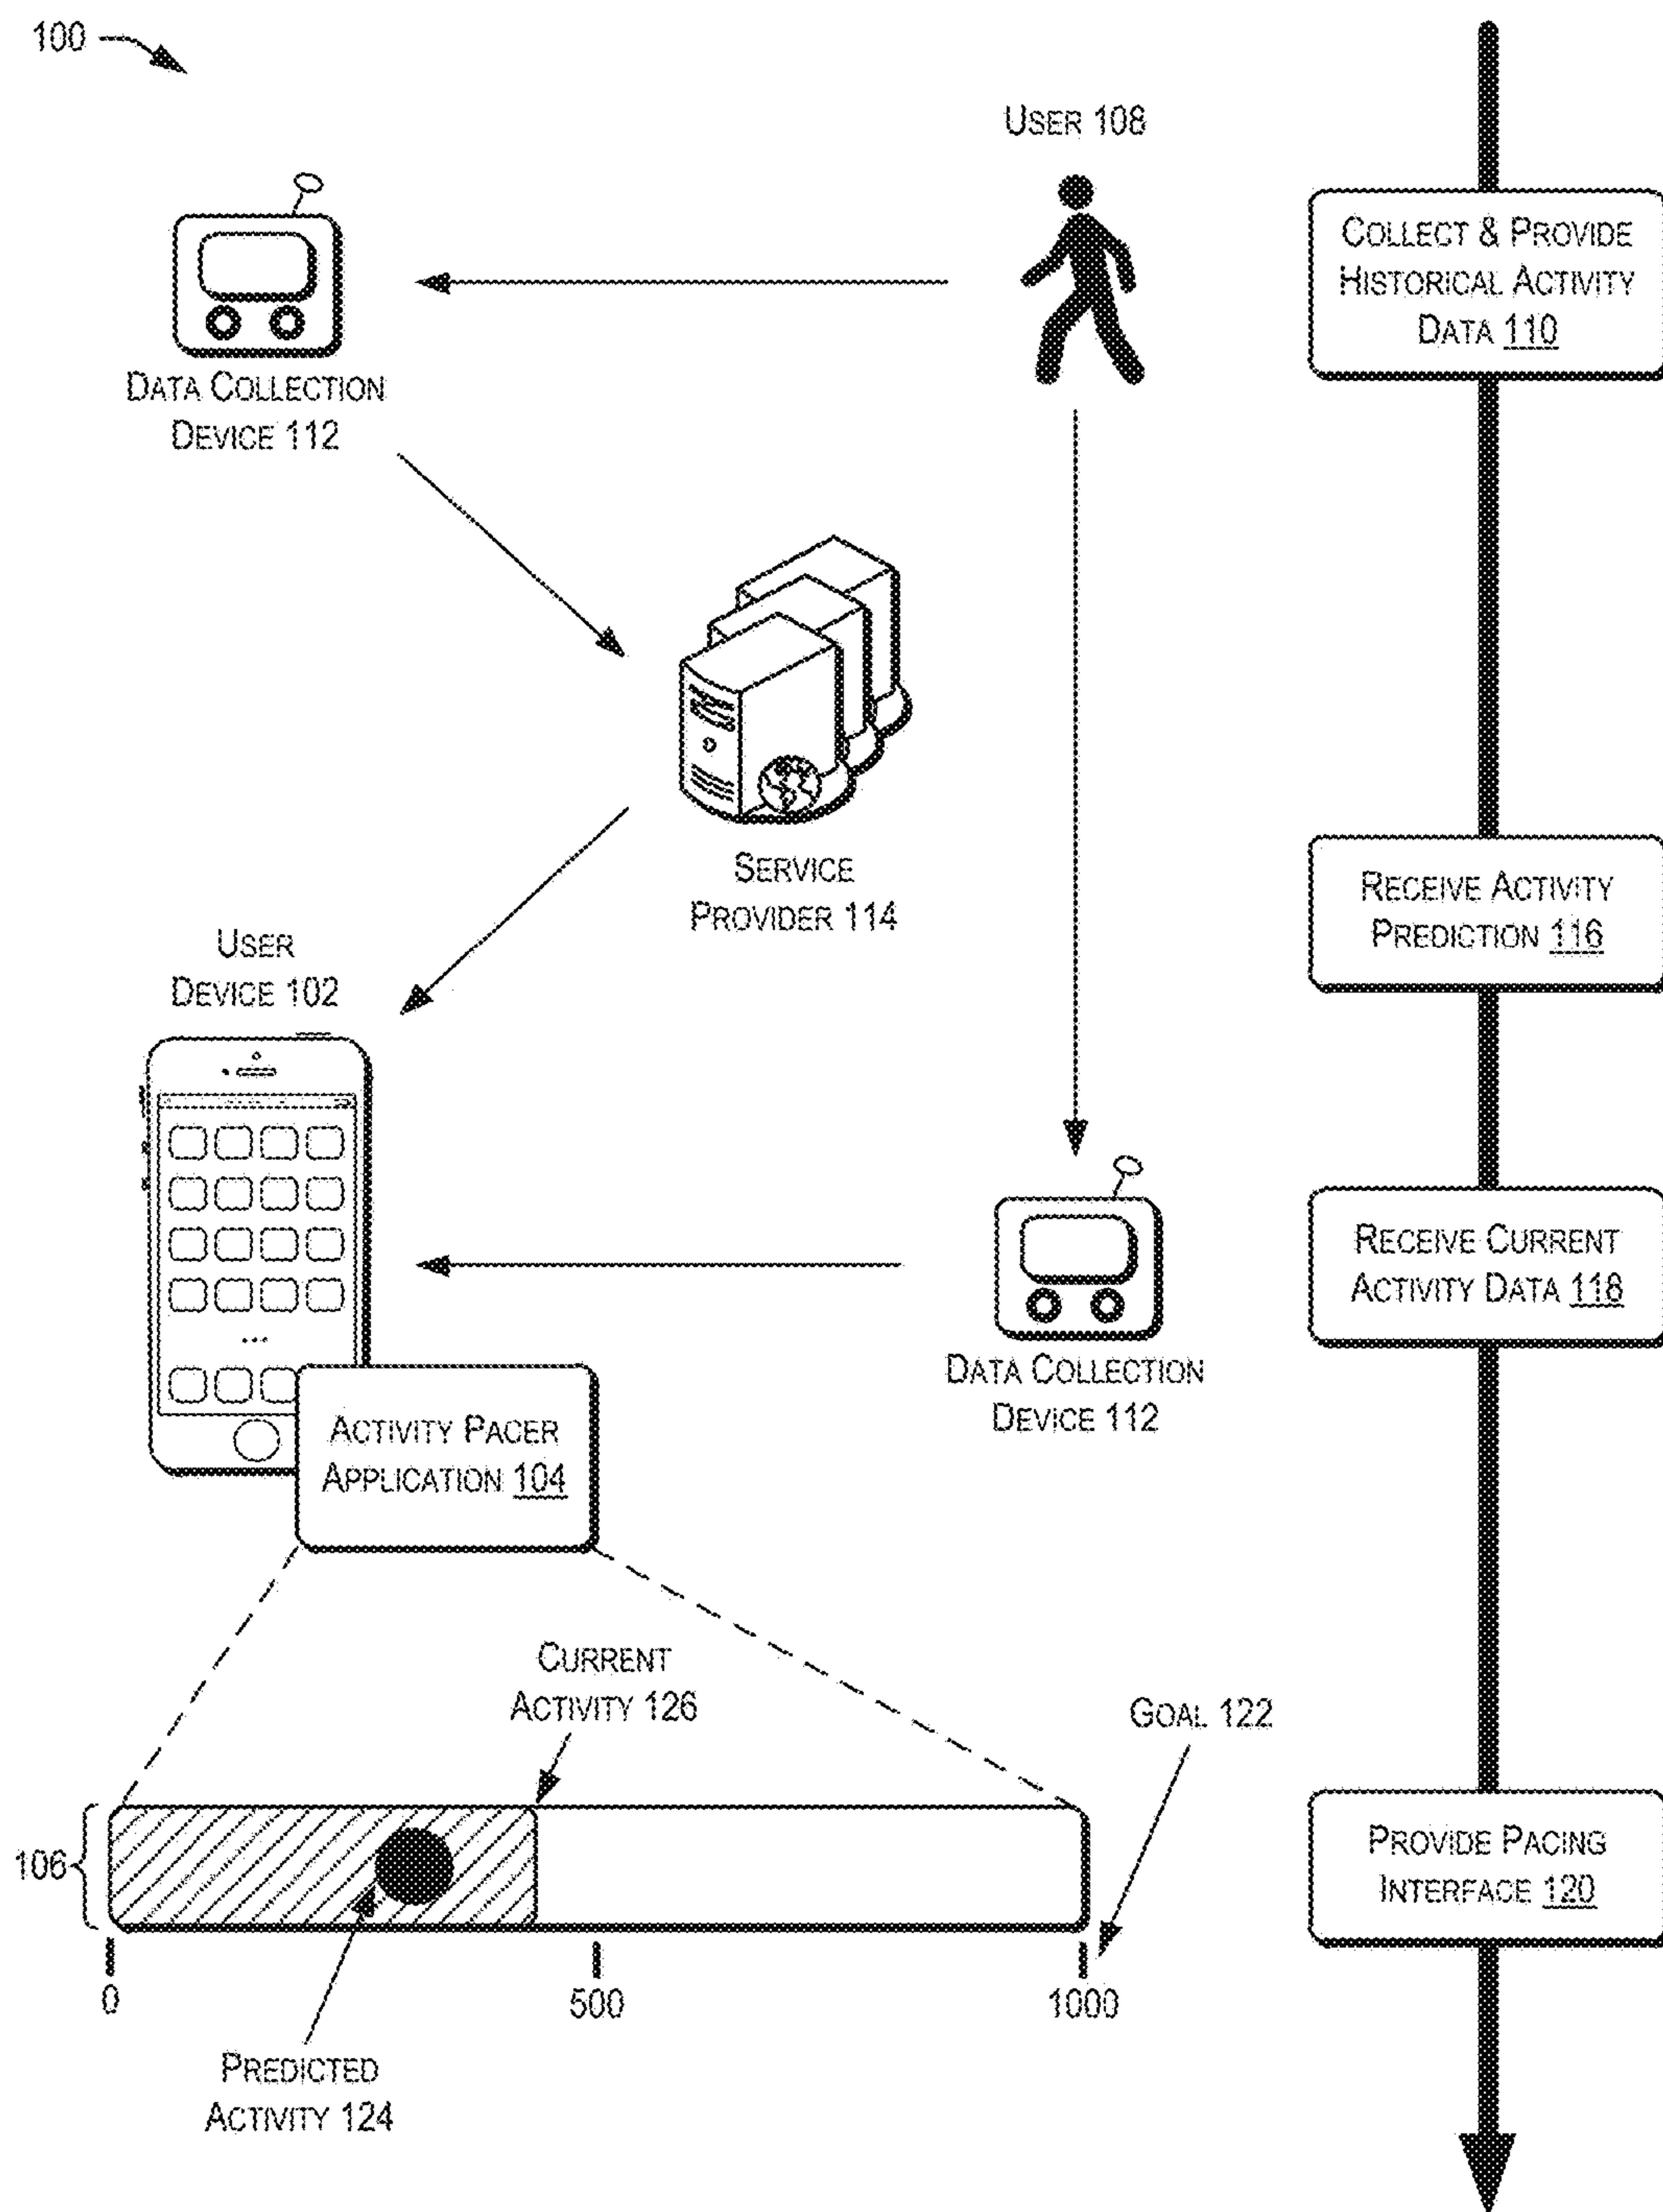 100
USER 108
COLLECT & PROVIDE
HISTORICAL ACTIVITY
DATA 110
DATA COLLECTION
DEVICE 112
SERVICE
PROVIDER 114
RECEIVE ACTIVITY
PREDICTION 116
USER
DEVICE 102
RECEIVE CURRENT
ACTIVITY DATA 118
...
DATA COLLECTION
DEVICE 112
ACTIVITY PACER
APPLICATION 104
CURRENT
ACTIVITY 126
GOAL 122
106
PROVIDE PACING
INTERFACE 120
0
500
1000
PREDICTED
ACTIVITY 124